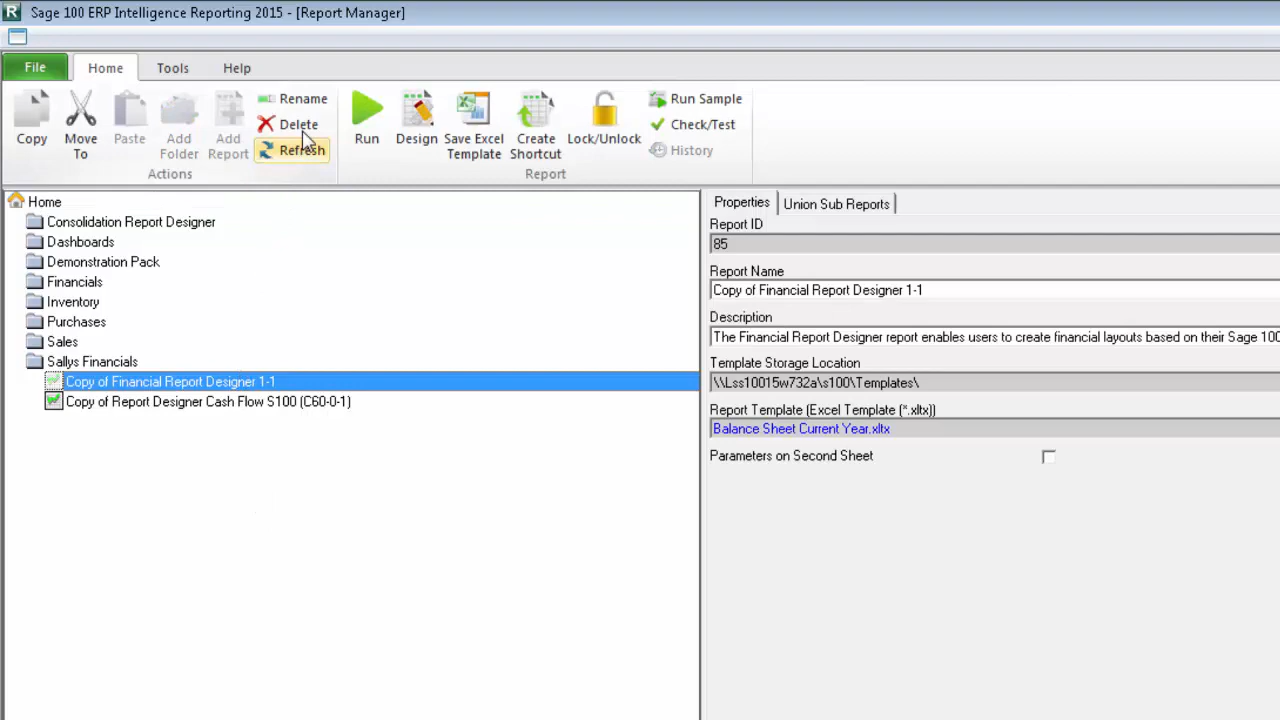 Sage 100 ERP Intelligence Reporting 2015 - [Report Manager]
File Home Tools Help
Copy
Move To
Paste
Add Folder
Add Report
Rename
Delete
Refresh
Actions
Run
Design
Save Excel Template
Create Shortcut
Lock/Unlock
Run Sample
Check/Test
History
Report
Home
Consolidation Report Designer
Dashboards
Demonstration Pack
Financials
Inventory
Purchases
Sales
Sallys Financials
Copy of Financial Report Designer 1-1
Copy of Report Designer Cash Flow S100 (C60-0-1)
Properties Union Sub Reports
Report ID
85
Report Name
Copy of Financial Report Designer 1-1
Description
The Financial Report Designer report enables users to create financial layouts based on their Sage 100
Template Storage Location
\\Lss10015w732a\s100\Templates\
Report Template (Excel Template (*.xltx))
Balance Sheet Current Year.xltx
Parameters on Second Sheet